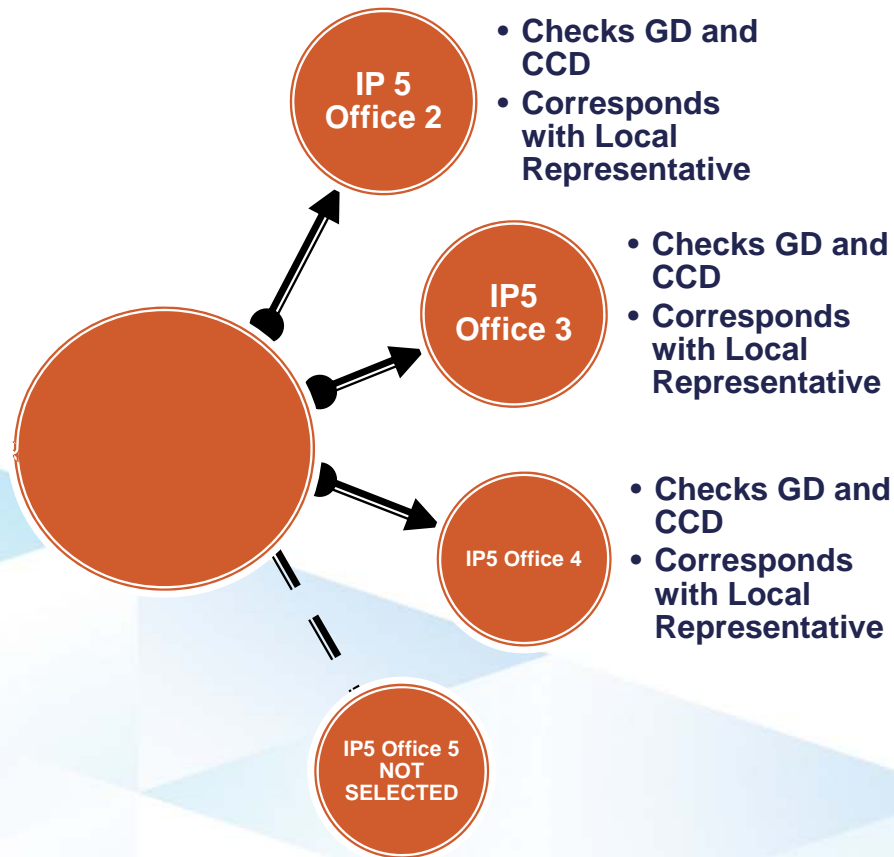 IP 5
Office 2
• Checks GD and
CCD
• Corresponds
with Local
Representative
IP5
Office 3
• Checks GD and
CCD
• Corresponds
with Local
Representative
IP5 Office 4
• Checks GD and
CCD
• Corresponds
with Local
Representative
IP5 Office 5
NOT
SELECTED